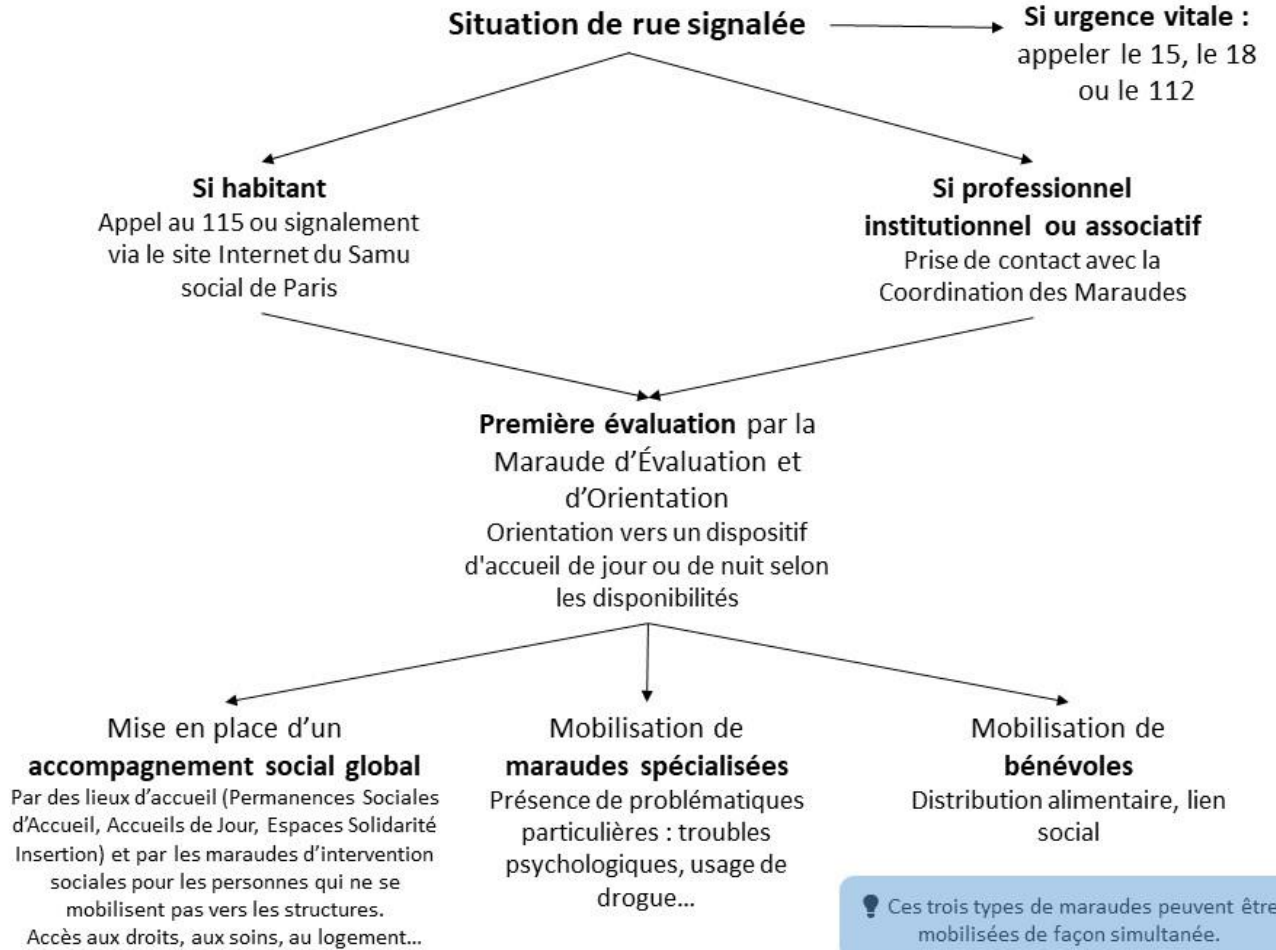 Situation de rue signalée
Si urgence vitale :
appeler le 15, le 18
ou le 112
Si habitant
Appel au 115 ou signalement
via le site Internet du Samu
social de Paris
Si professionnel
institutionnel ou associatif
Prise de contact avec la
Coordination des Maraudes
Première évaluation par la
Maraude d'Évaluation et
d'Orientation
Orientation vers un dispositif
d'accueil de jour ou de nuit selon
les disponibilités
Mise en place d'un
accompagnement social global
Par des lieux d'accueil (Permanences Sociales
d'Accueil, Accueils de Jour, Espaces Solidarité
Insertion) et par les maraudes d'intervention
sociales pour les personnes qui ne se
mobilisent pas vers les structures.
Accès aux droits, aux soins, au logement...
Mobilisation de
maraudes spécialisées
Présence de problématiques
particulières : troubles
psychologiques, usage de
drogue...
Mobilisation de
bénévoles
Distribution alimentaire, lien
social
Ces trois types de maraudes peuvent être
mobilisées de façon simultanée.